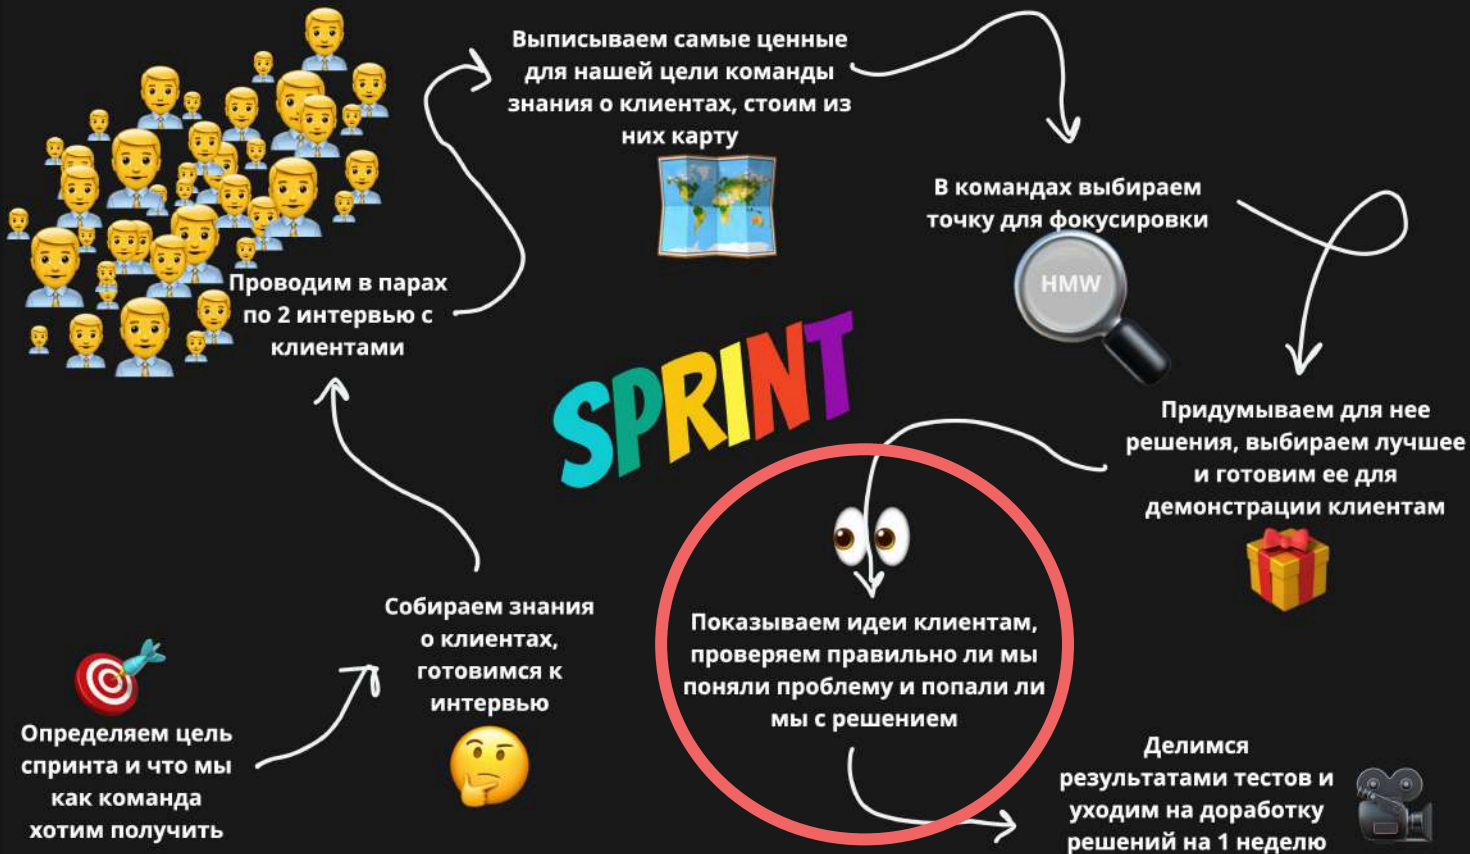 Выписываем самые ценные
для нашей цели команды
знания о клиентах, стоим из
них карту
В командах выбираем
точку для фокусировки
HMW
Проводим в парах
по 2 интервью с
клиентами
SPRINT
Придумываем для нее
решения, выбираем лучшее
и готовим ее для
демонстрации клиентам
Собираем знания
о клиентах,
готовимся к
интервью
Показываем идеи клиентам,
проверяем правильно ли мы
поняли проблему и попали ли
мы с решением
Определяем цель
спринта и что мы
как команда
хотим получить
Делимся
результатами тестов и
уходим на доработку
решений на 1 неделю